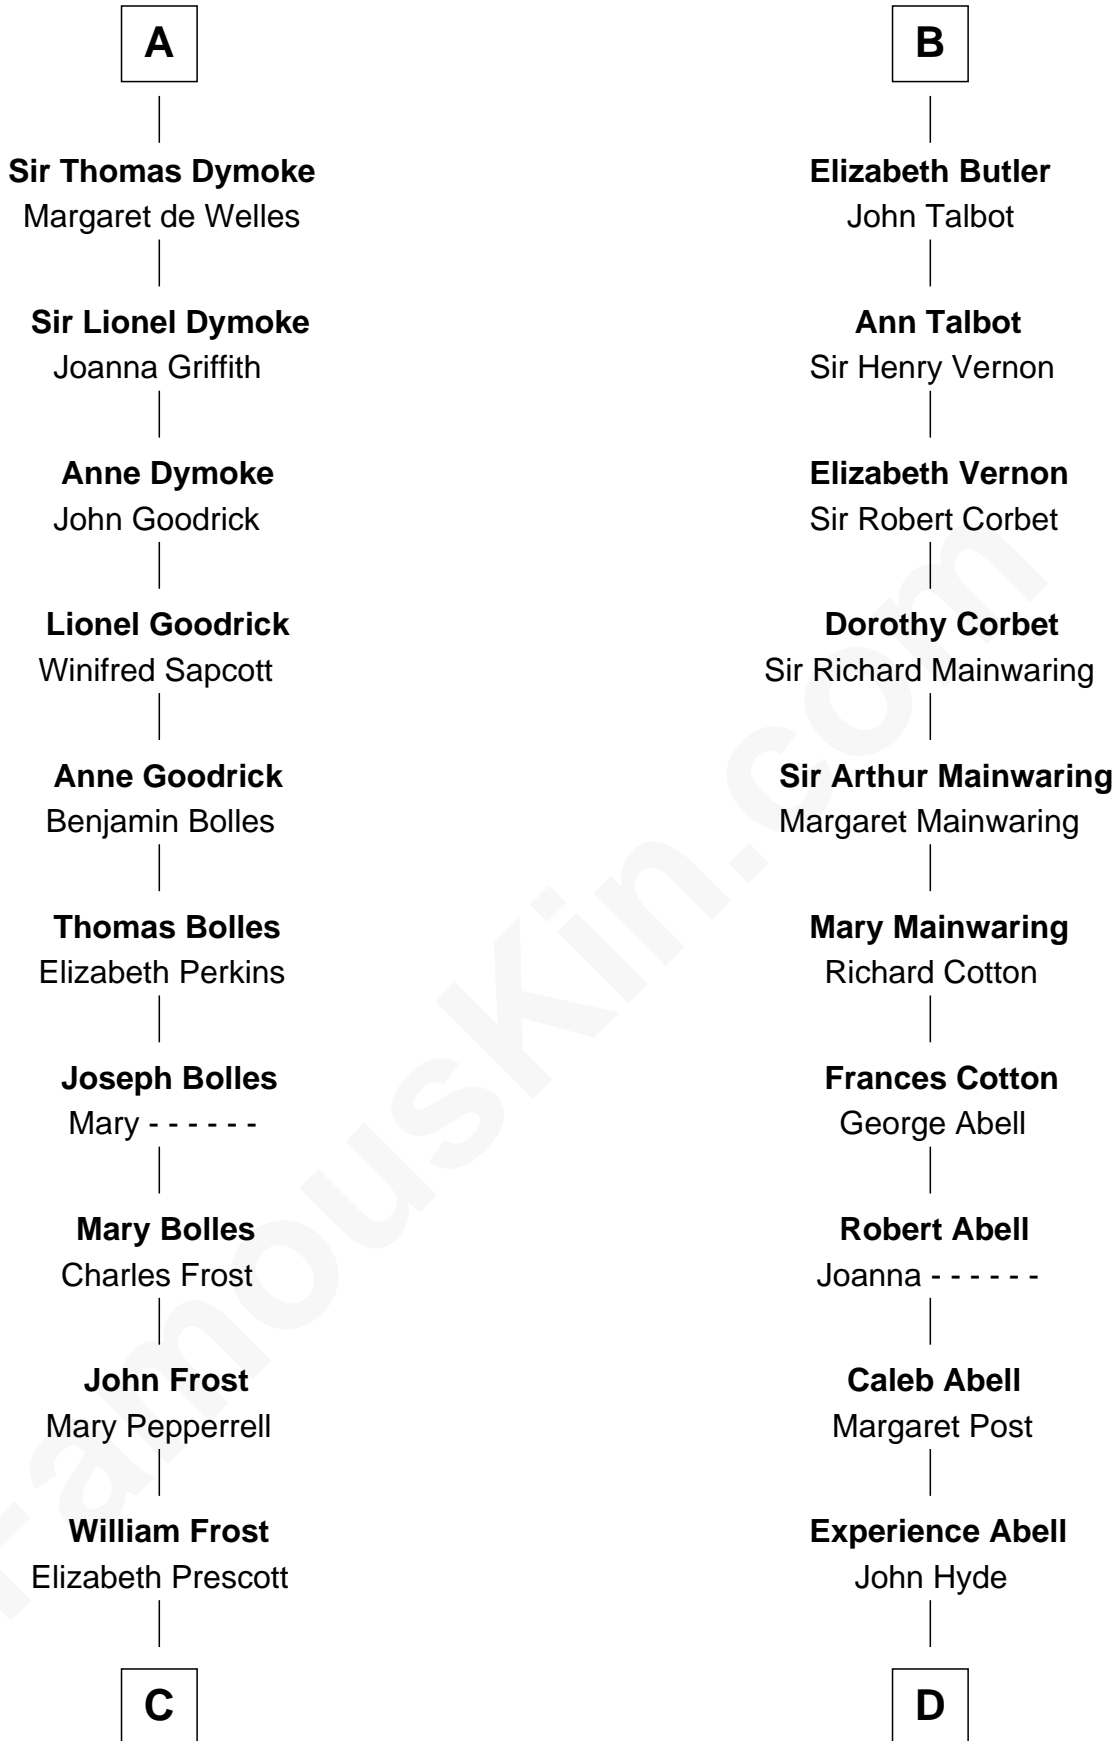 A
Sir Thomas Dymoke
Margaret de Welles
Sir Lionel Dymoke
Joanna Griffith
Anne Dymoke
John Goodrick
Lionel Goodrick
Winifred Sapcott
Anne Goodrick
Benjamin Bolles
Thomas Bolles
Elizabeth Perkins
Joseph Bolles
Mary - - - - - -
Mary Bolles
Charles Frost
John Frost
Mary Pepperrell
William Frost
Elizabeth Prescott
C
B
Elizabeth Butler
John Talbot
Ann Talbot
Sir Henry Vernon
Elizabeth Vernon
Sir Robert Corbet
Dorothy Corbet
Sir Richard Mainwaring
Sir Arthur Mainwaring
Margaret Mainwaring
Mary Mainwaring
Richard Cotton
Frances Cotton
George Abell
Robert Abell
Joanna - - - - - -
Caleb Abell
Margaret Post
Experience Abell
John Hyde
D
FamousKin.com